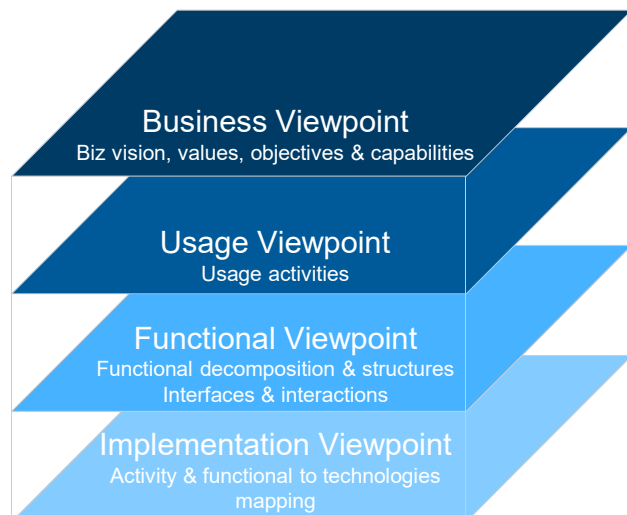 Business Viewpoint
Biz vision, values, objectives & capabilities
Usage Viewpoint
Usage activities
Functional Viewpoint
Functional decomposition & structures
Interfaces & interactions
Implementation Viewpoint
Activity & functional to technologies
mapping